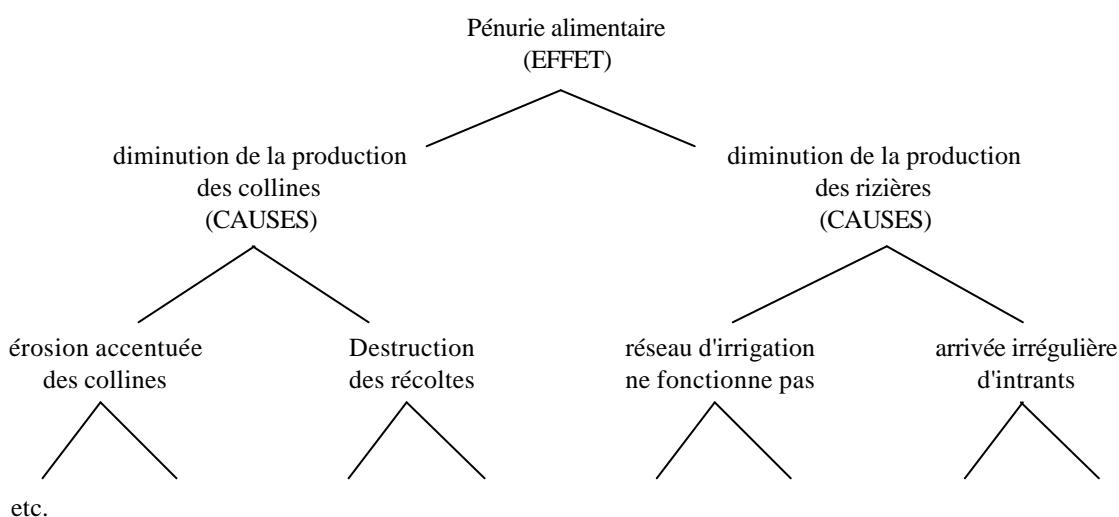 Pénurie alimentaire
(EFFET)
diminution de la production
des collines
(CAUSES)
diminution de la production
des rizières
(CAUSES)
érosion accentuée
des collines
Destruction
des récoltes
réseau d'irrigation
ne fonctionne pas
arrivée irrégulière
d'intrants
etc.